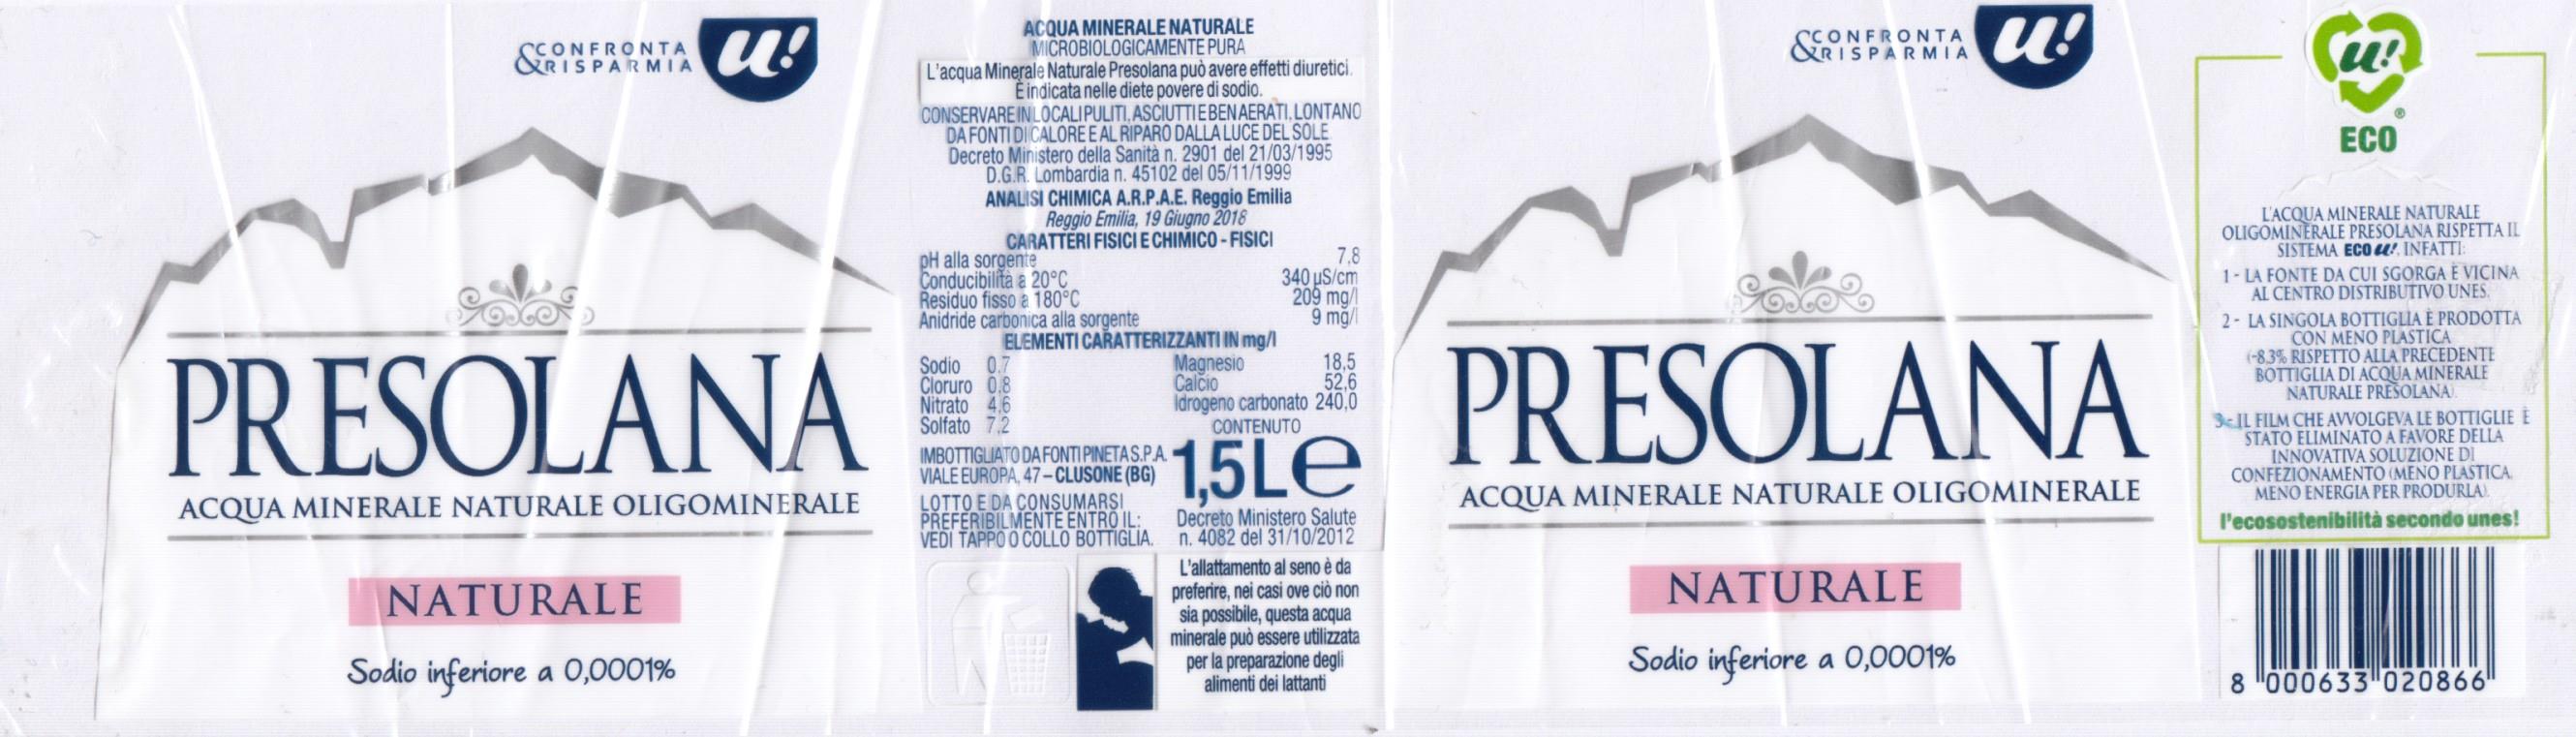 &CONFRONTA
RISPARMIA
u!
PRESOLANA
ACQUA MINERALE NATURALE OLIGOMINERALE
NATURALE
Sodio inferiore a 0,0001%
ACQUA MINERALE NATURALE
MICROBIOLOGICAMENTE PURA
L'acqua Minerale Naturale Presolana può avere effetti diuretici.
È indicata nelle diete povere di sodio.
CONSERVARE IN LOCALI PULITI, ASCIUTTI E BEN AERATI, LONTANO
DA FONTI DI CALORE E AL RIPARO DALLA LUCE DEL SOLE
Decreto Ministero della Sanità n. 2901 del 21/03/1995
D.G.R. Lombardia n. 45102 del 05/11/1999
ANALISI CHIMICA A.R.P.A.E. Reggio Emilia
Reggio Emilia, 19 Giugno 2018
CARATTERI FISICI E CHIMICO - FISICI
pH alla sorgente 7,8
Conducibilità a 20°C 340 µS/cm
Residuo fisso a 180°C 209 mg/l
Anidride carbonica alla sorgente 9 mg/l
ELEMENTI CARATTERIZZANTI IN mg/l
Sodio 0,7 Magnesio 18,5
Cloruro 0,8 Calcio 52,6
Nitrato 4,6 Idrogeno carbonato 240,0
Solfato 7,2
CONTENUTO
1,5L e
IMBOTTIGLIATO DA FONTI PINETA S.P.A.
VIALE EUROPA, 47 – CLUSONE (BG)
LOTTO E DA CONSUMARSI
PREFERIBILMENTE ENTRO IL:
VEDI TAPPO O COLLO BOTTIGLIA.
Decreto Ministero Salute
n. 4082 del 31/10/2012
L'allattamento al seno è da
preferire, nei casi ove ciò non
sia possibile, questa acqua
minerale può essere utilizzata
per la preparazione degli
alimenti dei lattanti
&CONFRONTA
RISPARMIA
u!
PRESOLANA
ACQUA MINERALE NATURALE OLIGOMINERALE
NATURALE
Sodio inferiore a 0,0001%
u!
®
ECO
L'ACQUA MINERALE NATURALE
OLIGOMINERALE PRESOLANA RISPETTA IL
SISTEMA ECO u!, INFATTI:
1 - LA FONTE DA CUI SGORGA È VICINA
AL CENTRO DISTRIBUTIVO UNES.
2 - LA SINGOLA BOTTIGLIA È PRODOTTA
CON MENO PLASTICA
(-8,3% RISPETTO ALLA PRECEDENTE
BOTTIGLIA DI ACQUA MINERALE
NATURALE PRESOLANA).
3 - IL FILM CHE AVVOLGEVA LE BOTTIGLIE È
STATO ELIMINATO A FAVORE DELLA
INNOVATIVA SOLUZIONE DI
CONFEZIONAMENTO (MENO PLASTICA,
MENO ENERGIA PER PRODURLA).
l'ecosostenibilità secondo unes!
8 000633 020866